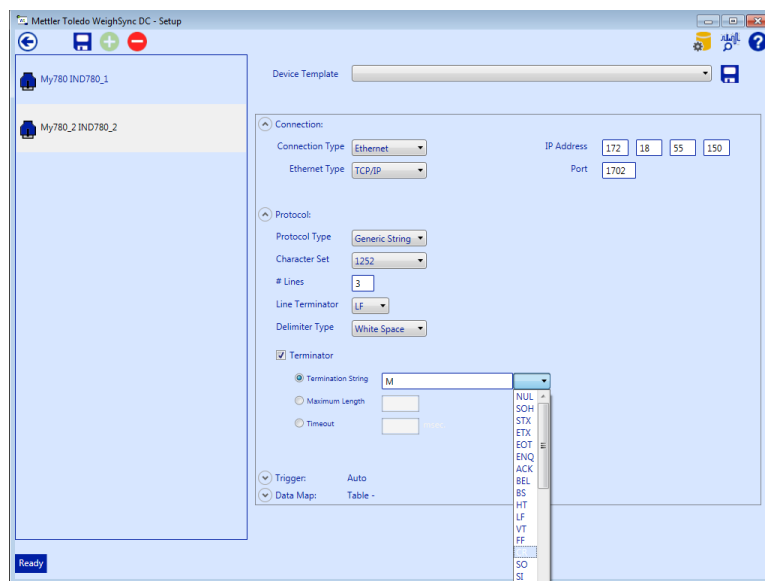 Mettler Toledo WeighSync DC - Setup
My780 IND780_1
Device Template
My780_2 IND780_2
Connection:
Connection Type Ethernet IP Address 172 18 55 150
Ethernet Type TCP/IP Port 1702
Protocol:
Protocol Type Generic String
Character Set 1252
# Lines 3
Line Terminator LF
Delimiter Type White Space
Terminator
Termination String M
Maximum Length
Timeout msec.
NUL
SOH
STX
ETX
EOT
ENQ
ACK
BEL
BS
HT
LF
VT
FF
CR
SO
SI
Trigger: Auto
Data Map: Table -
Ready